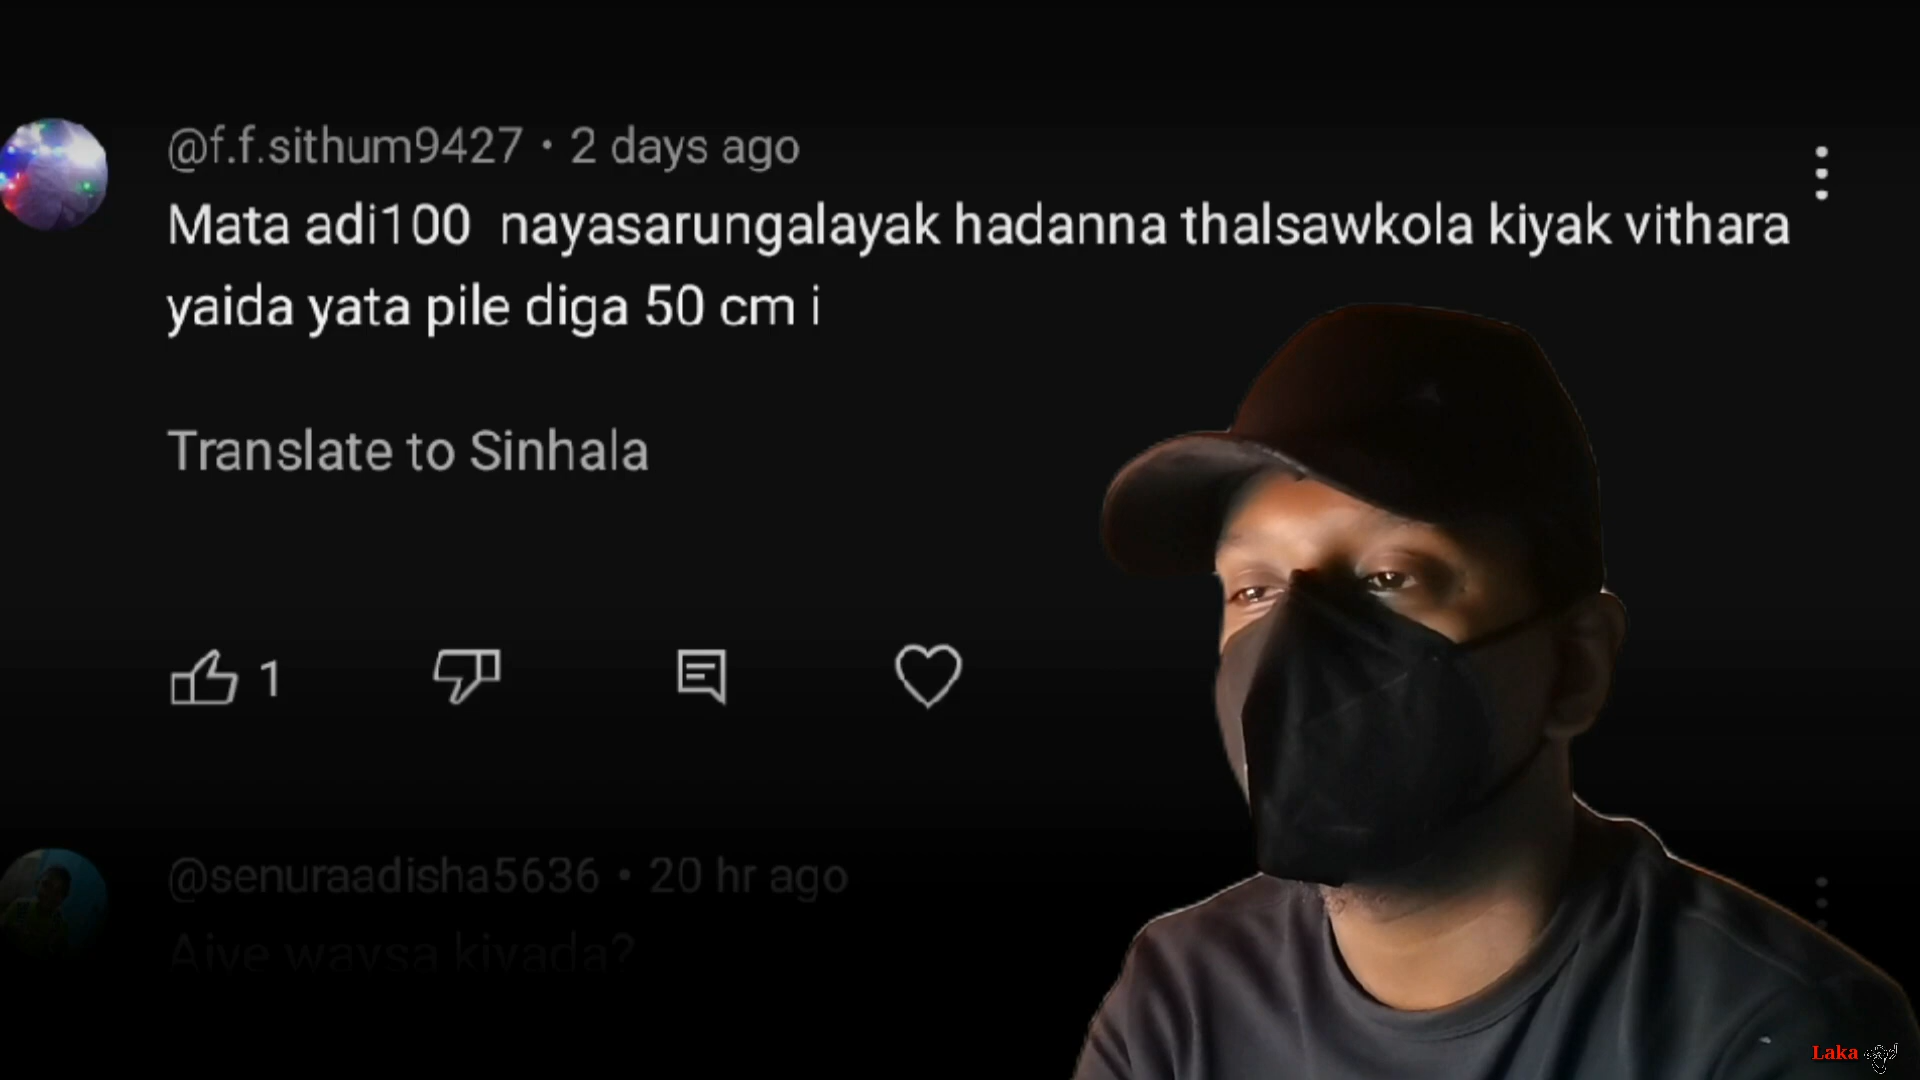 @f.f.sithum9427 • 2 days ago
Mata adi100 nayasarungalayak hadanna thalsawkola kiyak vithara
yaida yata pile diga 50 cm i
Translate to Sinhala
1
@senuraadisha5636 • 20 hr ago
Aiye waysa kiyada?
Laka